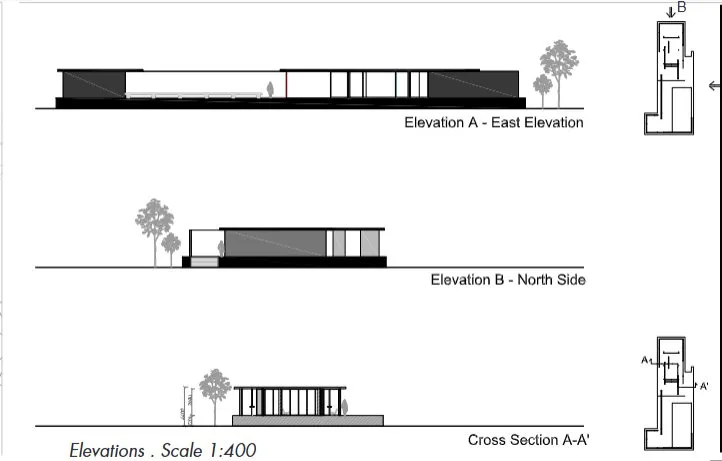 B
Elevation A - East Elevation
Elevation B - North Side
A
A'
Cross Section A-A'
Elevations . Scale 1:400